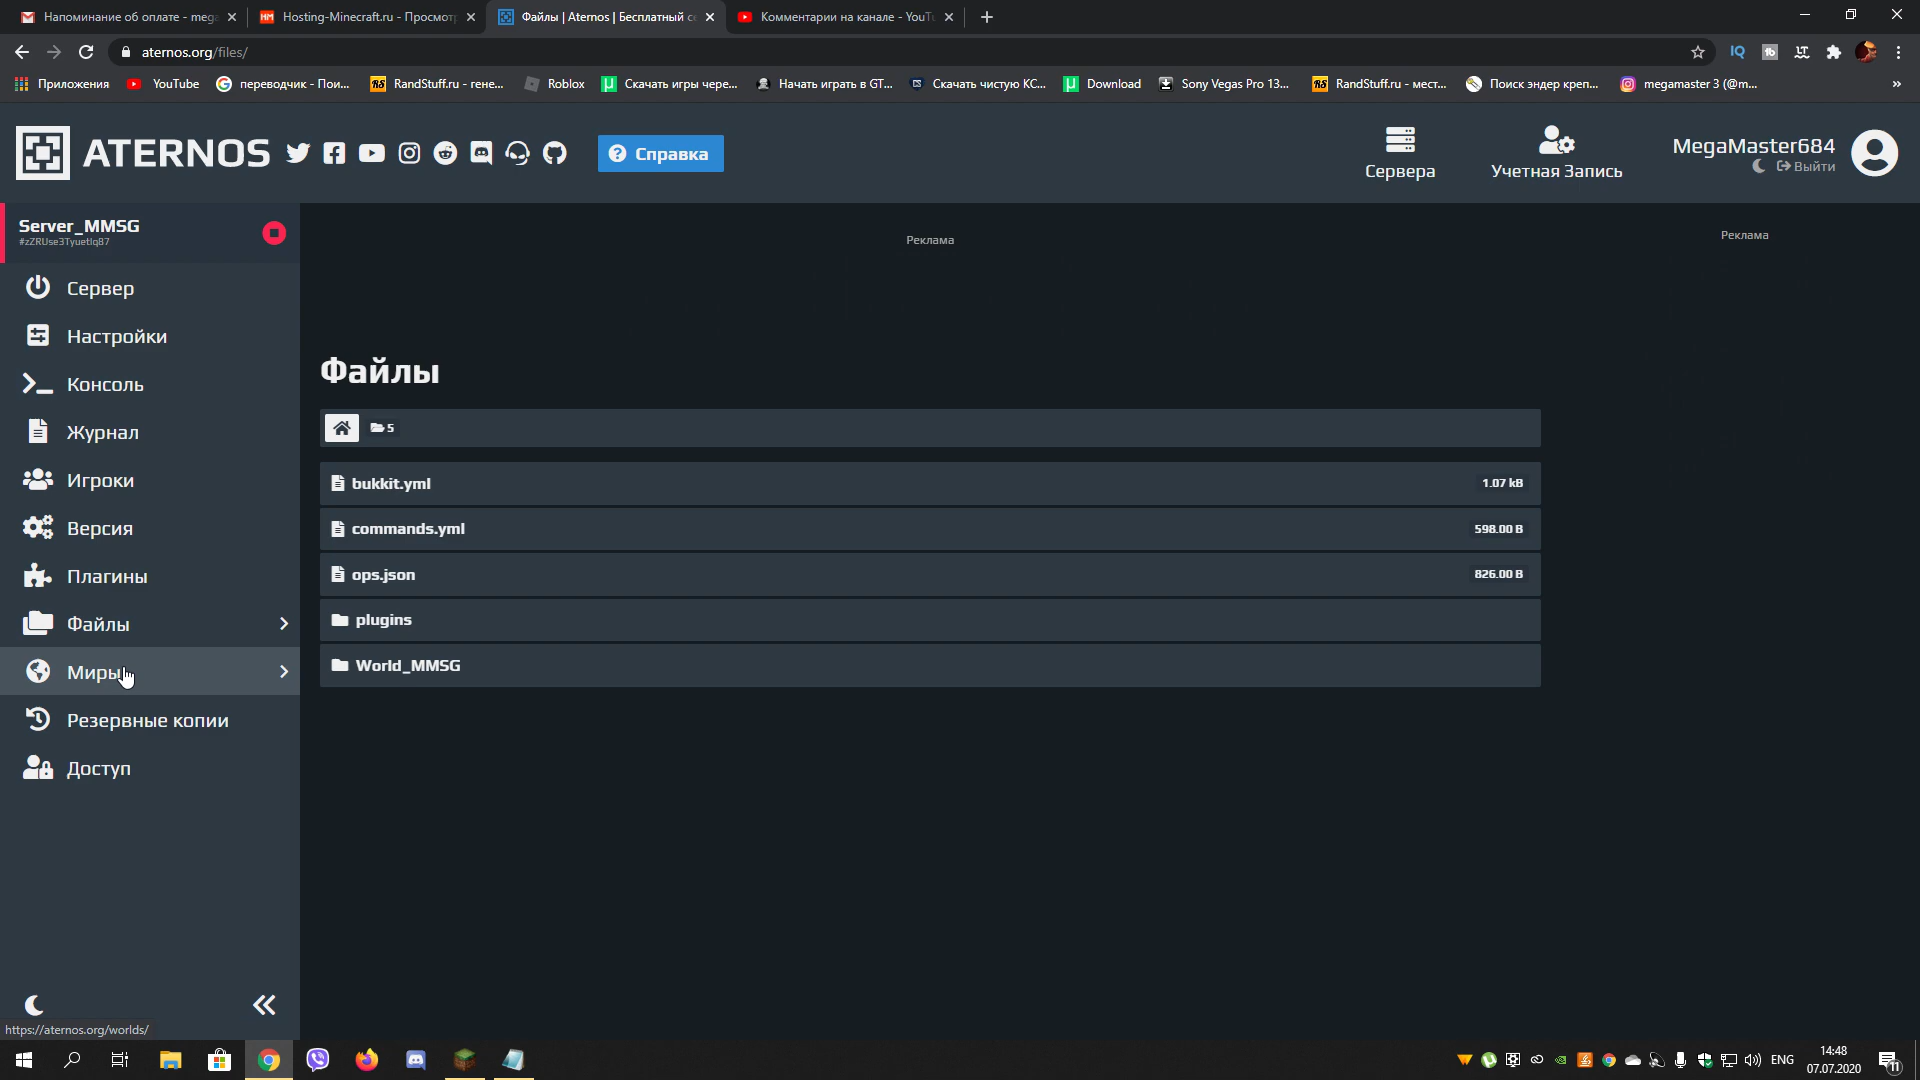 Напоминание об оплате - mega
Hosting-Minecraft.ru - Просмотр
Файлы | Aternos | Бесплатный се
Комментарии на канале - YouTu
aternos.org/files/
Приложения
YouTube
переводчик - Пои...
RandStuff.ru - гене...
Roblox
Скачать игры чере...
Начать играть в GT...
Скачать чистую КС...
Download
Sony Vegas Pro 13...
RandStuff.ru - мест...
Поиск эндер креп...
megamaster 3 (@m...
»
ATERNOS
Справка
Сервера
Учетная Запись
MegaMaster684
Выйти
Server_MMSG
Реклама
Реклама
Сервер
Настройки
Консоль
Журнал
Игроки
Версия
Плагины
Файлы
Миры
Резервные копии
Доступ
Файлы
5
bukkit.yml
1.07 kB
commands.yml
598.00 B
ops.json
826.00 B
plugins
World_MMSG
https://aternos.org/worlds/
ENG
14:48
07.07.2020
11